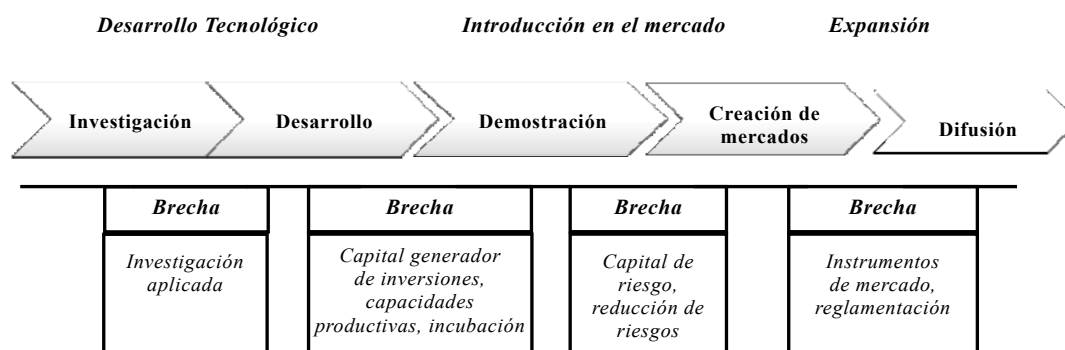 Desarrollo Tecnológico
Introducción en el mercado
Expansión
Investigación
Desarrollo
Demostración
Creación de
mercados
Difusión
Brecha
Brecha
Brecha
Brecha
Investigación
aplicada
Capital generador
de inversiones,
capacidades
productivas, incubación
Capital de
riesgo,
reducción de
riesgos
Instrumentos
de mercado,
reglamentación